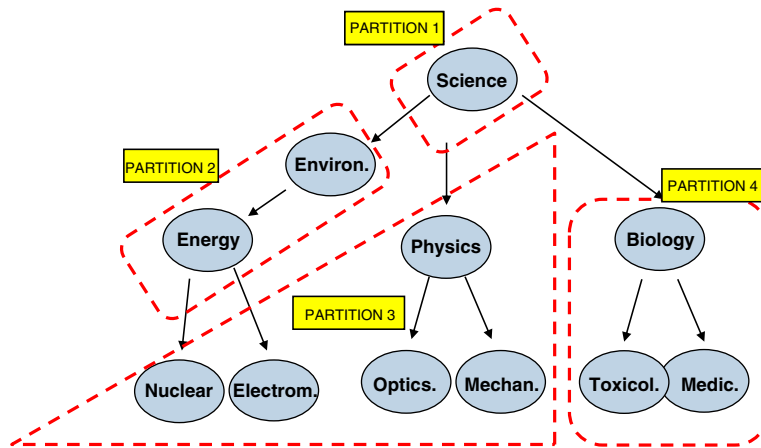 PARTITION 1
Science
PARTITION 2
Environ.
PARTITION 4
Energy
Physics
Biology
PARTITION 3
Nuclear
Electrom.
Optics.
Mechan.
Toxicol.
Medic.